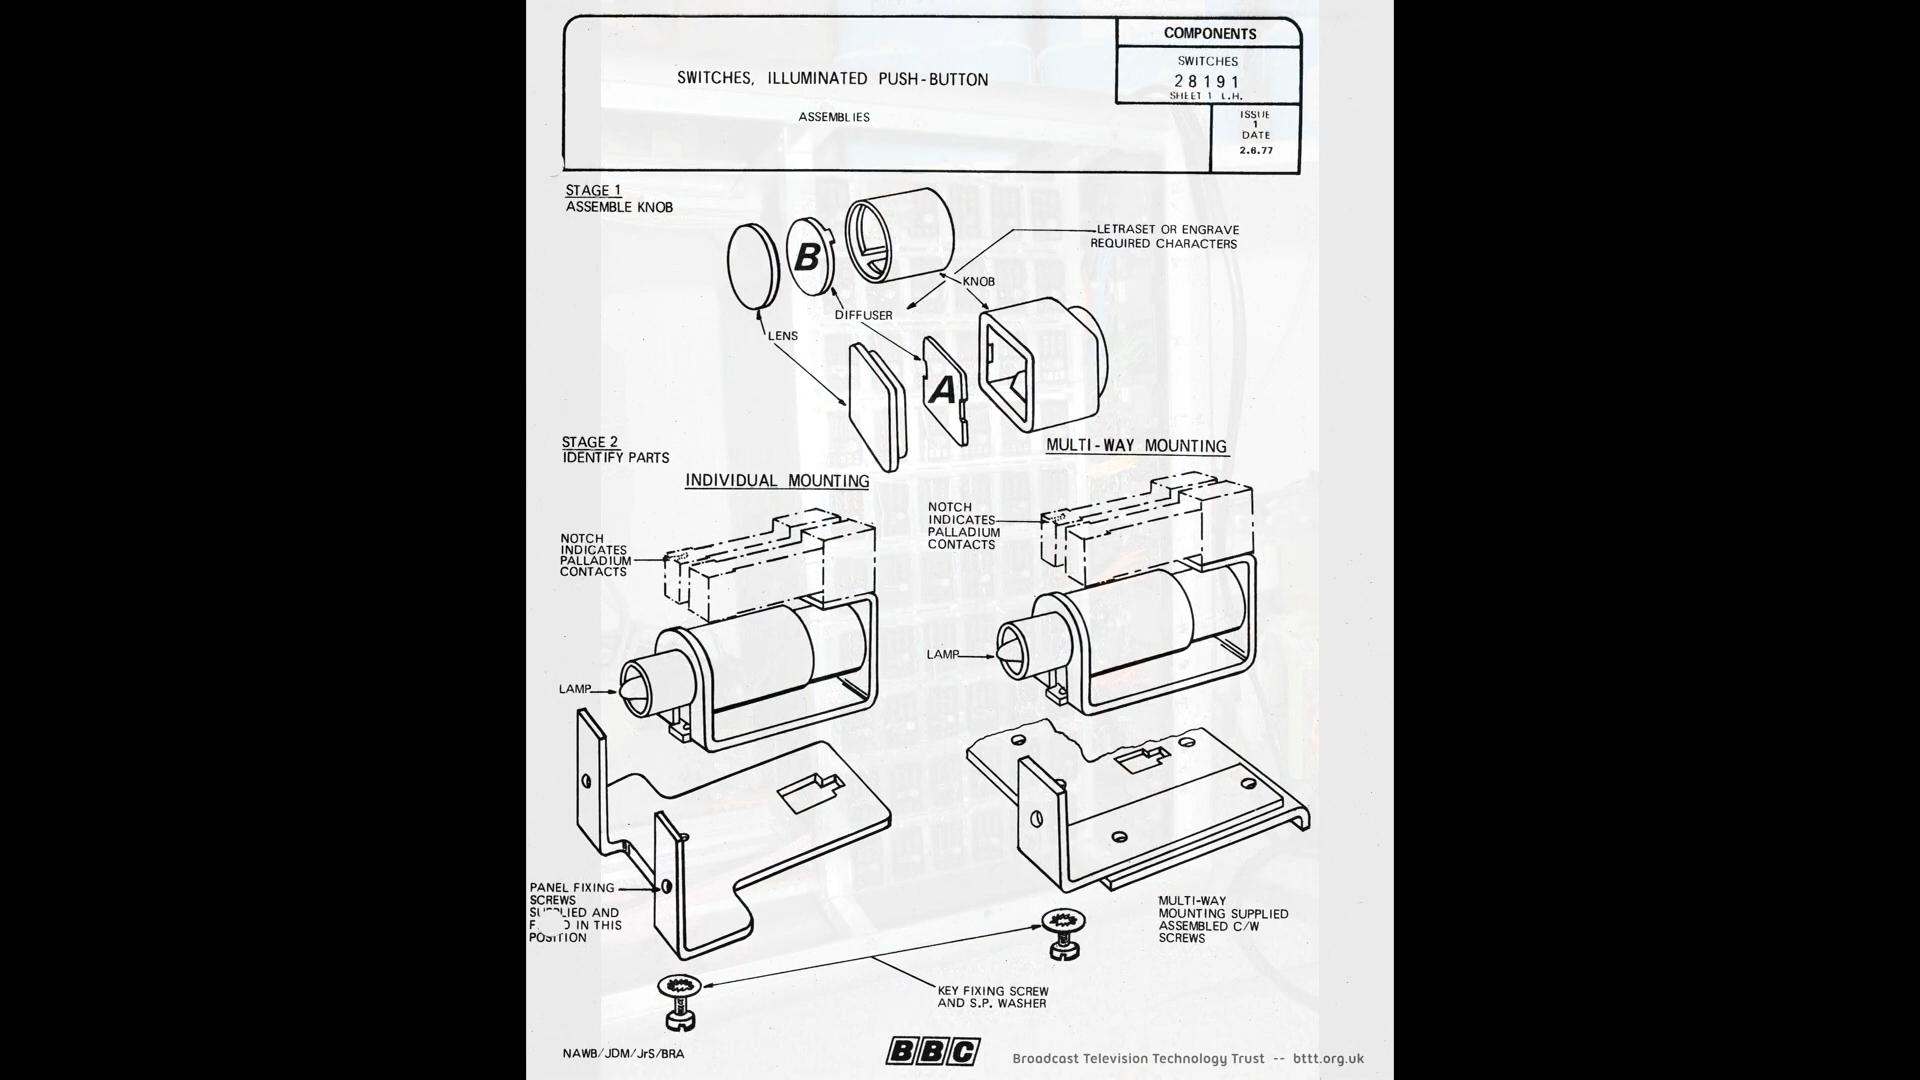 COMPONENTS
SWITCHES
28191
SHEET 1 L.H.
SWITCHES, ILLUMINATED PUSH-BUTTON
ASSEMBLIES
ISSUE
1
DATE
2.6.77
STAGE 1
ASSEMBLE KNOB
LETRASET OR ENGRAVE
REQUIRED CHARACTERS
B
KNOB
DIFFUSER
LENS
A
STAGE 2
IDENTIFY PARTS
MULTI-WAY MOUNTING
INDIVIDUAL MOUNTING
NOTCH
INDICATES
PALLADIUM
CONTACTS
NOTCH
INDICATES
PALLADIUM
CONTACTS
LAMP
LAMP
PANEL FIXING
SCREWS
AND
IN THIS
POSITION
MULTI-WAY
MOUNTING SUPPLIED
ASSEMBLED C/W
SCREWS
KEY FIXING SCREW
AND S.P. WASHER
NAWB/JDM/JrS/BRA
BBC
Broadcast Television Technology Trust -- bttt.org.uk